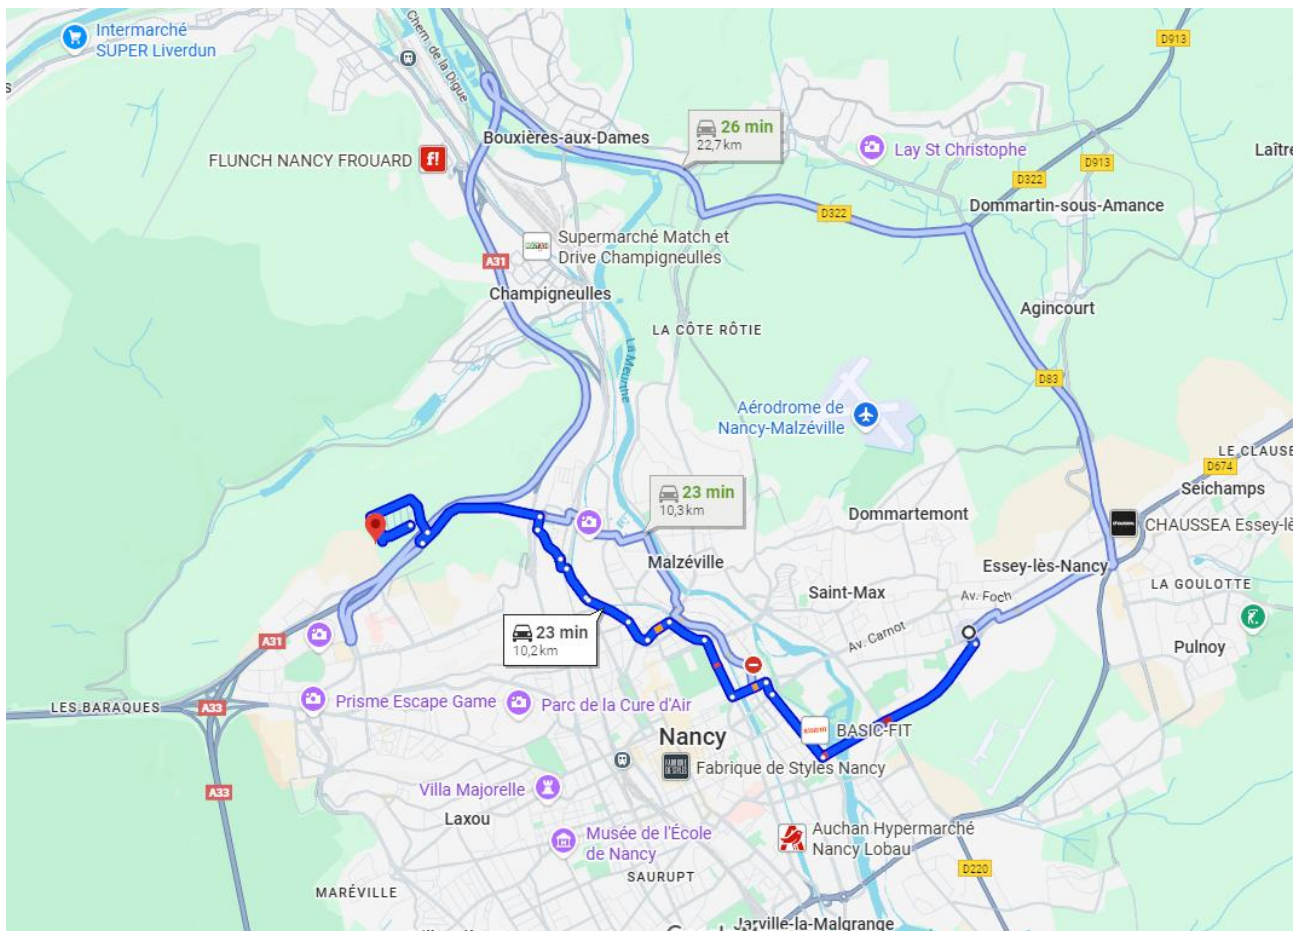 Intermarché
SUPER Liverdun
Chem. de la Digue
D913
Bouxières-aux-Dames
26 min
22,7 km
Lay St Christophe
D913
Laître
FLUNCH NANCY FROUARD
f!
D322
Dommartin-sous-Amance
D322
Supermarché Match et
Drive Champigneulles
A31
Champigneulles
Agincourt
LA CÔTE RÔTIE
La Meurthe
D83
Aérodrome de
Nancy-Malzéville
LE CLAUSE
D674
Seichamps
23 min
10,3 km
Dommartemont
CHAUSSEA Essey-lè
Malzéville
Essey-lès-Nancy
LA GOULOTTE
Saint-Max
Av. Foch
23 min
10,2 km
Av. Carnot
Pulnoy
A31
LES BARAQUES
A33
Prisme Escape Game
Parc de la Cure d'Air
BASIC-FIT
Nancy
FABRIQUE
DE STYLES
Fabrique de Styles Nancy
A33
Villa Majorelle
Laxou
Musée de l'École
de Nancy
Auchan Hypermarché
Nancy Lobau
SAURUPT
D220
MARÉVILLE
Jarville-la-Malgrange